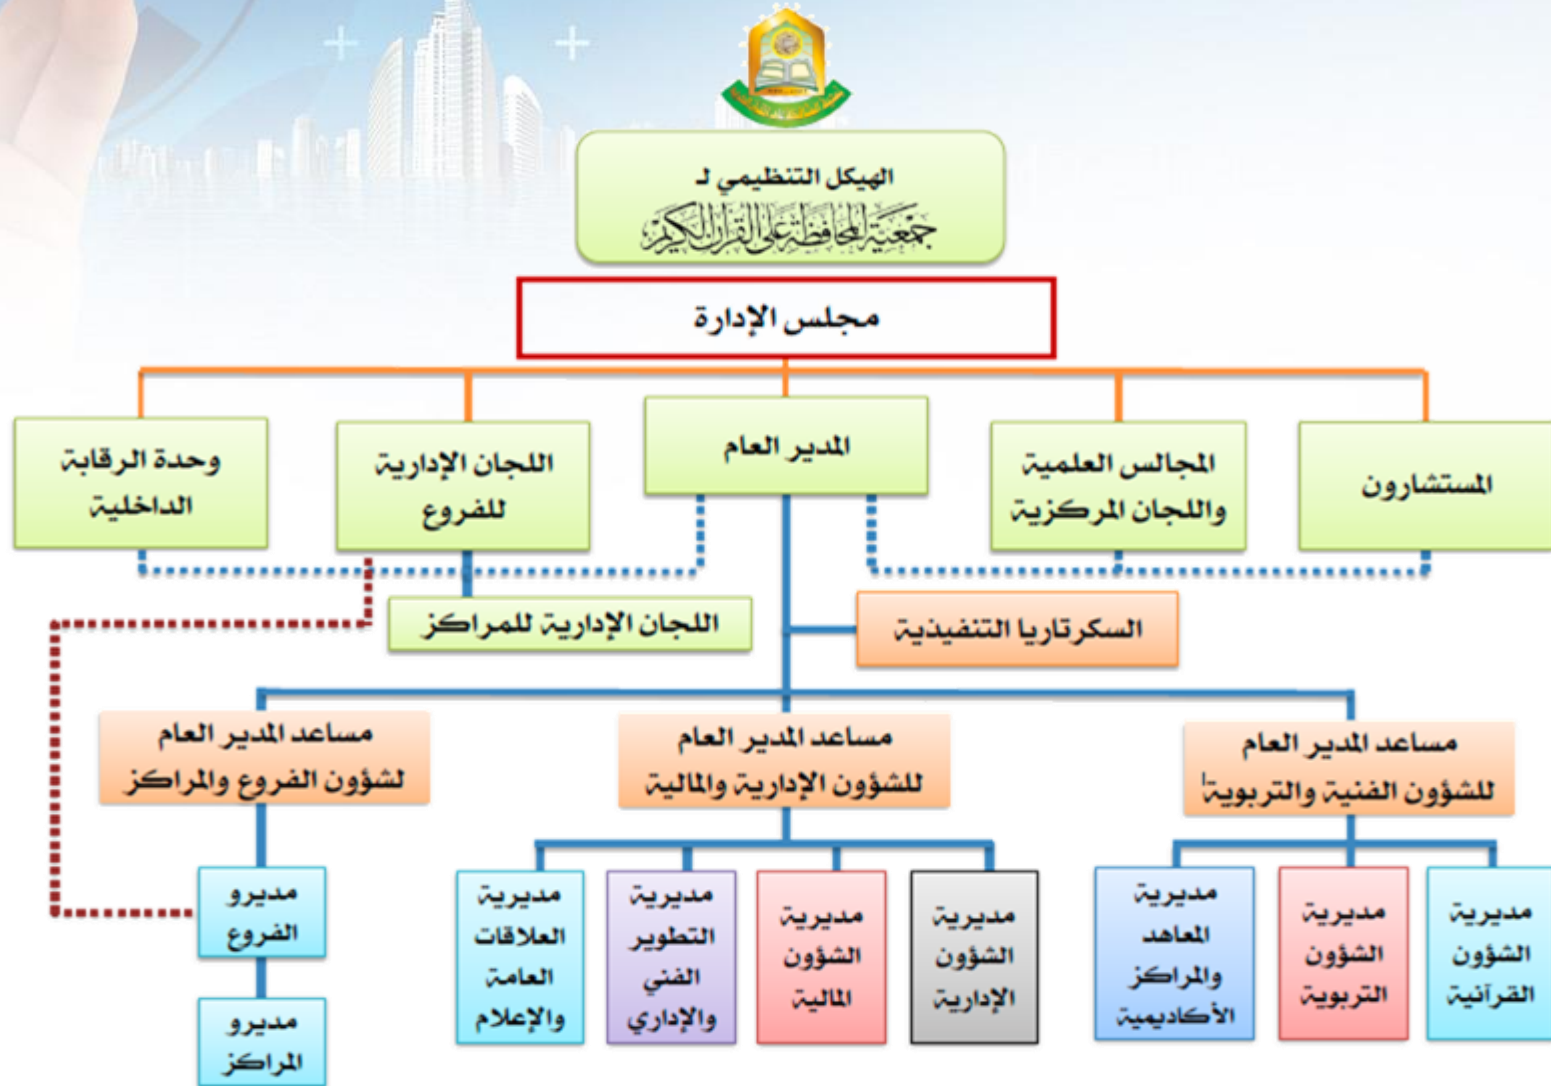 الهيكل التنظيمي لـ
جمعية المحافظة على القرآن الكريم
مجلس الإدارة
المستشارون
المجالس العلمية
واللجان المركزية
المدير العام
اللجان الإدارية
للفروع
وحدة الرقابة
الداخلية
السكرتاريا التنفيذية
اللجان الإدارية للمراكز
مساعد المدير العام
للشؤون الفنية والتربوية
مساعد المدير العام
للشؤون الإدارية والمالية
مساعد المدير العام
لشؤون الفروع والمراكز
مديرية
الشؤون
القرآنية
مديرية
الشؤون
التربوية
مديرية
المعاهد
والمراكز
الأكاديمية
مديرية
الشؤون
الإدارية
مديرية
الشؤون
المالية
مديرية
التطوير
الفني
والإداري
مديرية
العلاقات
العامة
والإعلام
مديرو
الفروع
مديرو
المراكز